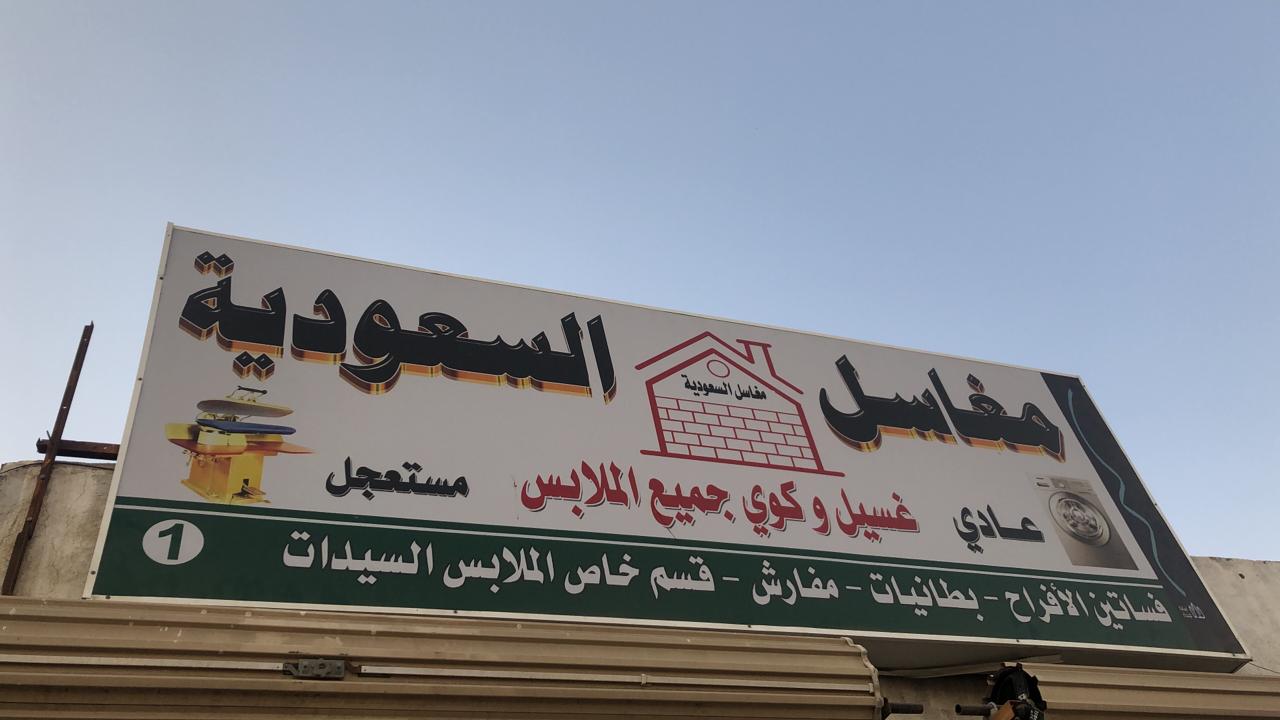 مغاسل السعودية
مغاسل السعودية
عادي غسيل و كوي جميع الملابس مستعجل
فساتين الأفراح - بطانيات - مفارش - قسم خاص الملابس السيدات
1